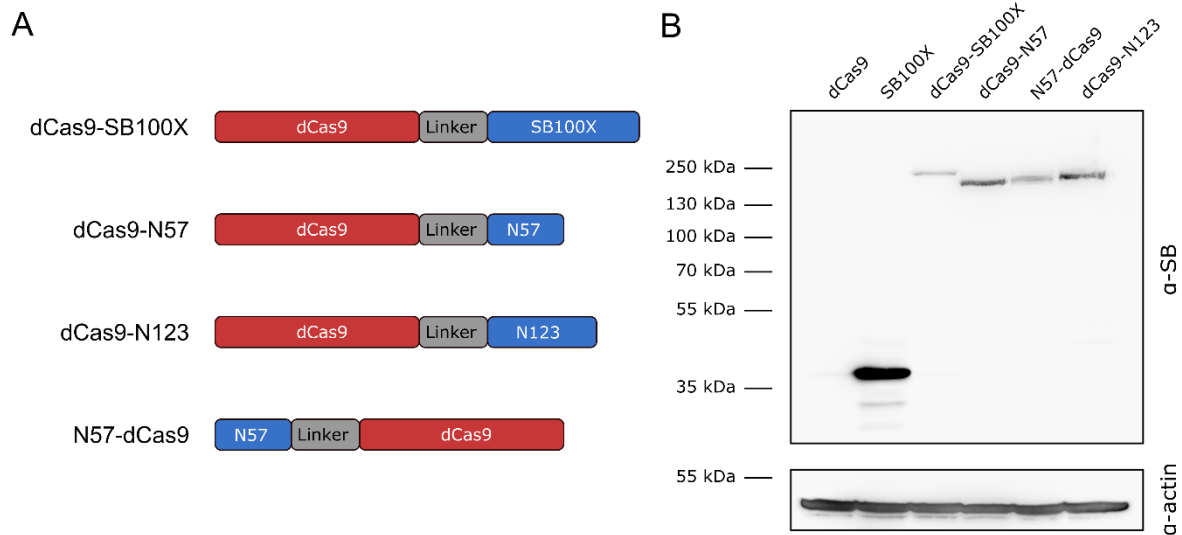 A
dCas9-SB100X
dCas9
Linker
SB100X
dCas9-N57
dCas9
Linker
N57
dCas9-N123
dCas9
Linker
N123
N57-dCas9
N57
Linker
dCas9
B
dCas9
SB100X
dCas9-SB100X
dCas9-N57
N57-dCas9
dCas9-N123
250 kDa
130 kDa
100 kDa
70 kDa
55 kDa
35 kDa
α-SB
55 kDa
α-actin